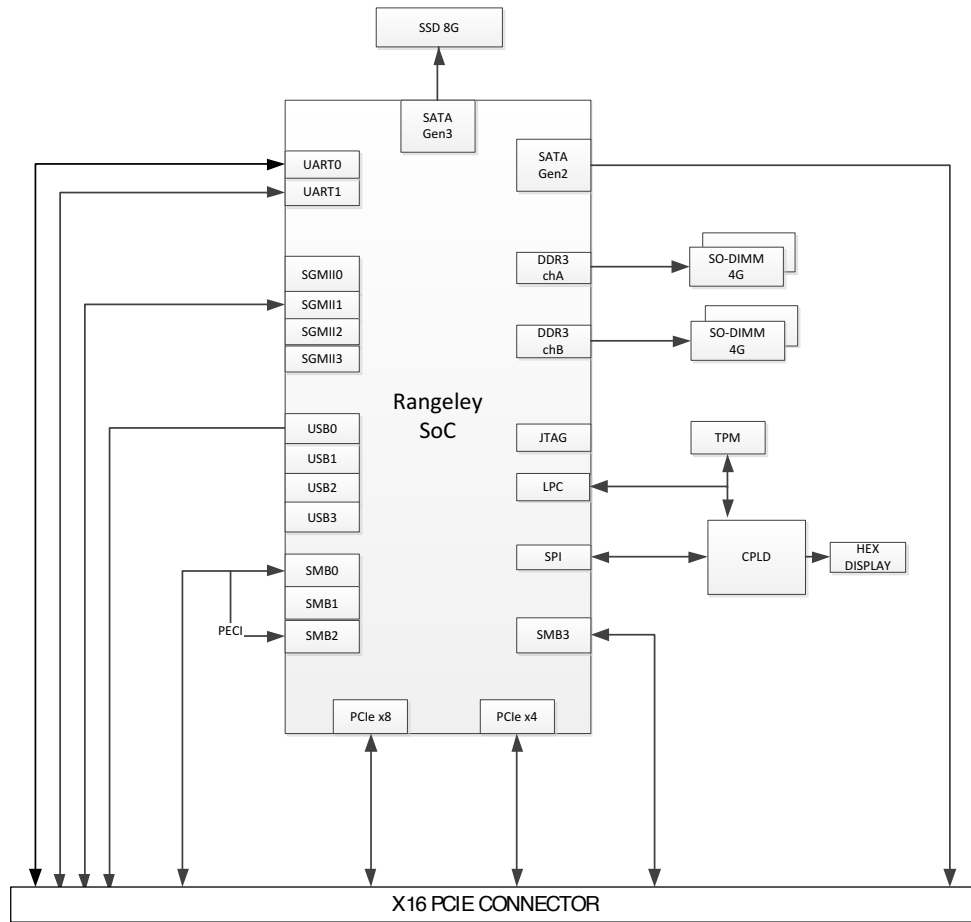 SSD 8G
SATA
Gen3
UART0
UART1
SATA
Gen2
SGMII0
SGMII1
SGMII2
SGMII3
DDR3
chA
SO-DIMM
4G
DDR3
chB
SO-DIMM
4G
Rangeley
SoC
USB0
USB1
USB2
USB3
JTAG
LPC
TPM
SPI
CPLD
HEX
DISPLAY
SMB0
SMB1
SMB2
PECI
SMB3
PCIe x8
PCIe x4
X16 PCIE CONNECTOR